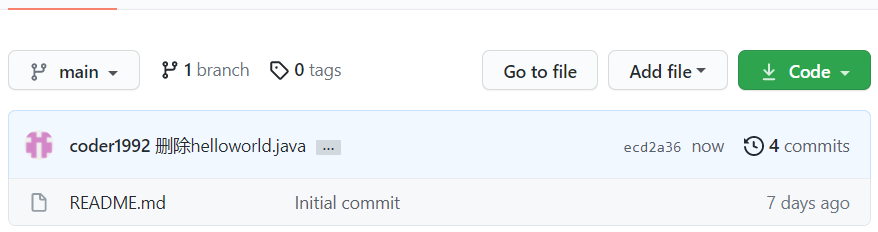 main 1 branch 0 tags Go to file Add file Code
coder1992 删除helloworld.java ... ecd2a36 now 4 commits
README.md Initial commit 7 days ago